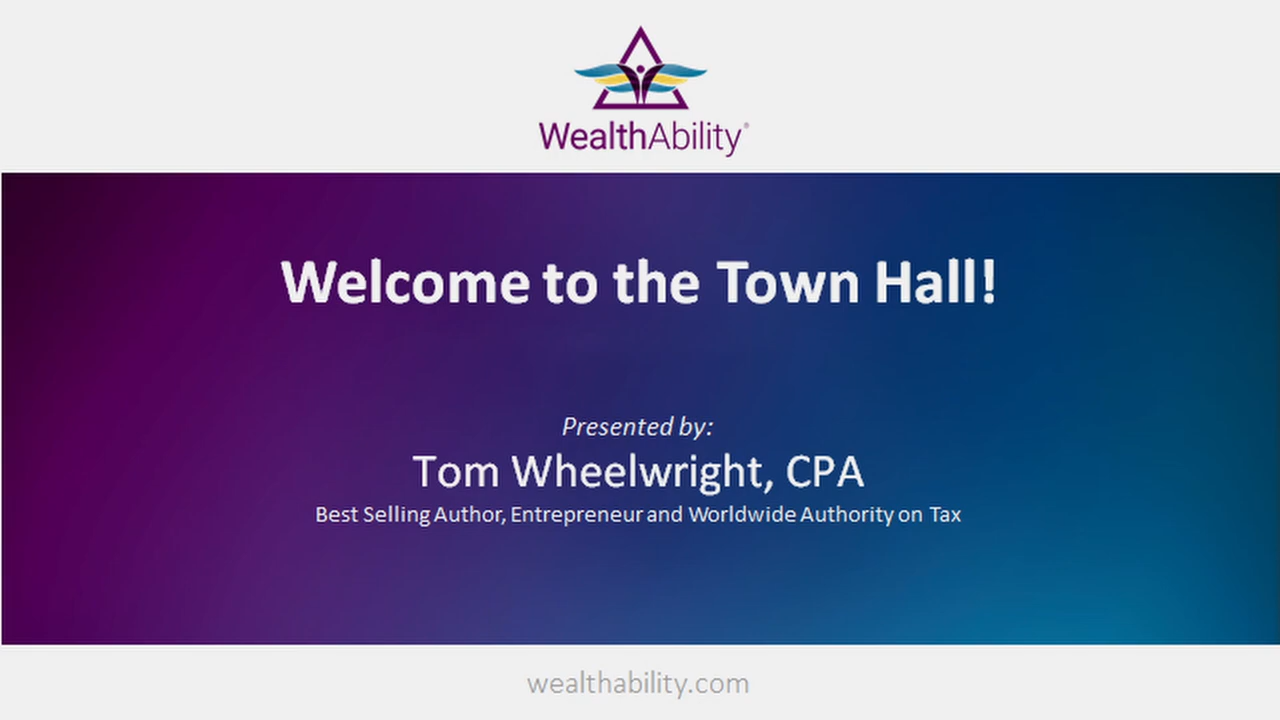 WealthAbility®
Welcome to the Town Hall!
Presented by:
Tom Wheelwright, CPA
Best Selling Author, Entrepreneur and Worldwide Authority on Tax
wealthability.com